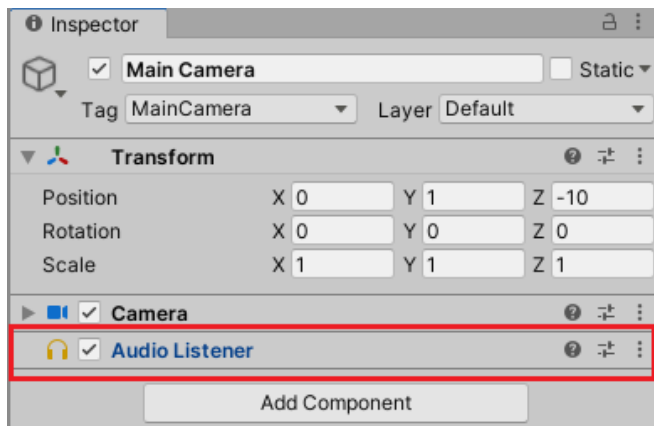 Inspector
Main Camera Static
Tag MainCamera Layer Default
Transform
Position X 0 Y 1 Z -10
Rotation X 0 Y 0 Z 0
Scale X 1 Y 1 Z 1
Camera
Audio Listener
Add Component